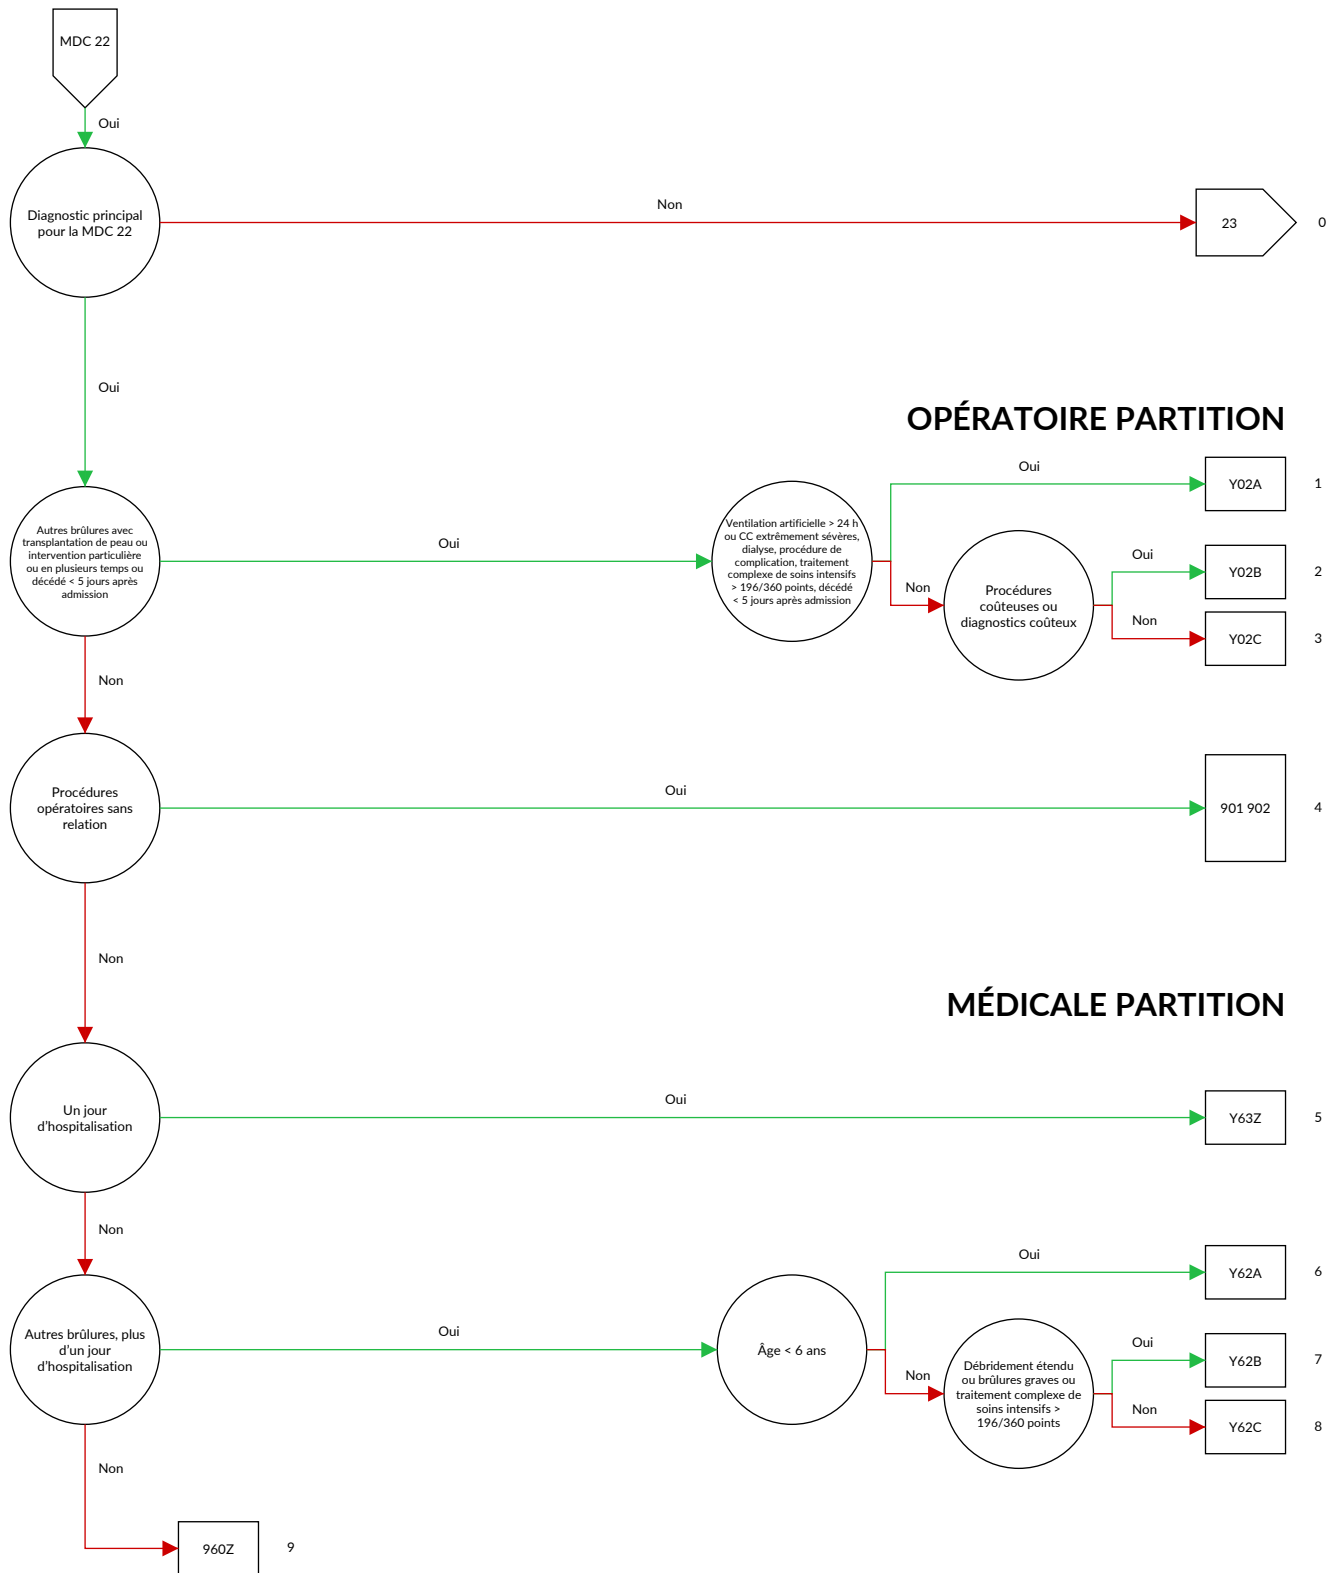 MDC 22
Oui
Diagnostic principal
pour la MDC 22
Non
23
0
Oui
OPÉRATOIRE PARTITION
Autres brûlures avec
transplantation de peau ou
intervention particulière
ou en plusieurs temps ou
décédé < 5 jours après
admission
Oui
Ventilation artificielle > 24 h
ou CC extrêmement sévères,
dialyse, procédure de
complication, traitement
complexe de soins intensifs
> 196/360 points, décédé
< 5 jours après admission
Oui
Y02A
1
Non
Procédures
coûteuses ou
diagnostics coûteux
Oui
Y02B
2
Non
Y02C
3
Non
Procédures
opératoires sans
relation
Oui
901 902
4
Non
MÉDICALE PARTITION
Un jour
d'hospitalisation
Oui
Y63Z
5
Non
Autres brûlures, plus
d'un jour
d'hospitalisation
Oui
Âge < 6 ans
Oui
Y62A
6
Non
Débridement étendu
ou brûlures graves ou
traitement complexe de
soins intensifs >
196/360 points
Oui
Y62B
7
Non
Y62C
8
Non
960Z
9